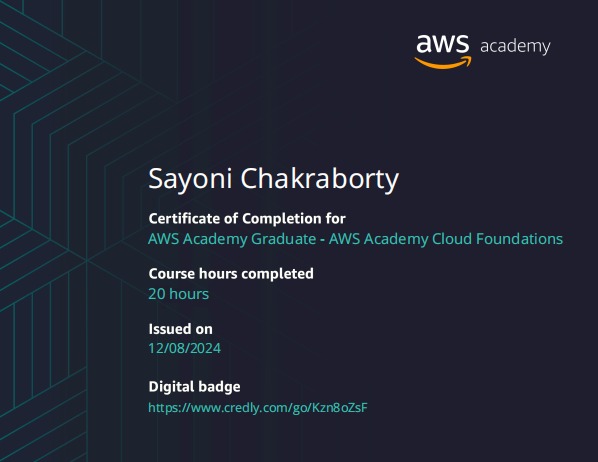 aws academy
Sayoni Chakraborty
Certificate of Completion for
AWS Academy Graduate - AWS Academy Cloud Foundations
Course hours completed
20 hours
Issued on
12/08/2024
Digital badge
https://www.credly.com/go/Kzn8oZsF